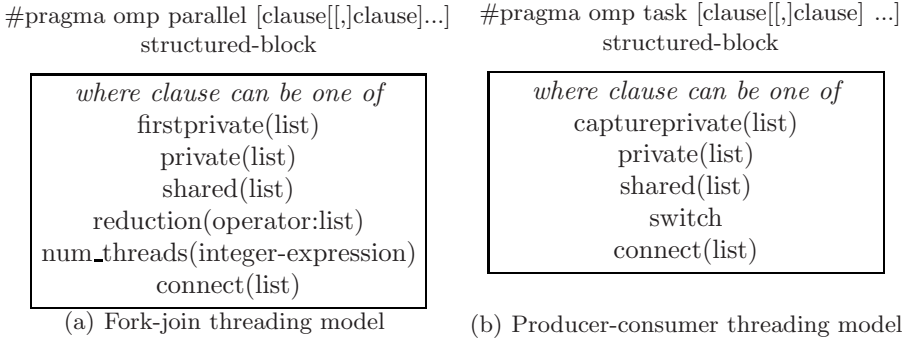 #pragma omp parallel [clause[[,]clause]...]
structured-block
where clause can be one of
firstprivate(list)
private(list)
shared(list)
reduction(operator:list)
num_threads(integer-expression)
connect(list)
(a) Fork-join threading model
#pragma omp task [clause[[,]clause] ...]
structured-block
where clause can be one of
captureprivate(list)
private(list)
shared(list)
switch
connect(list)
(b) Producer-consumer threading model